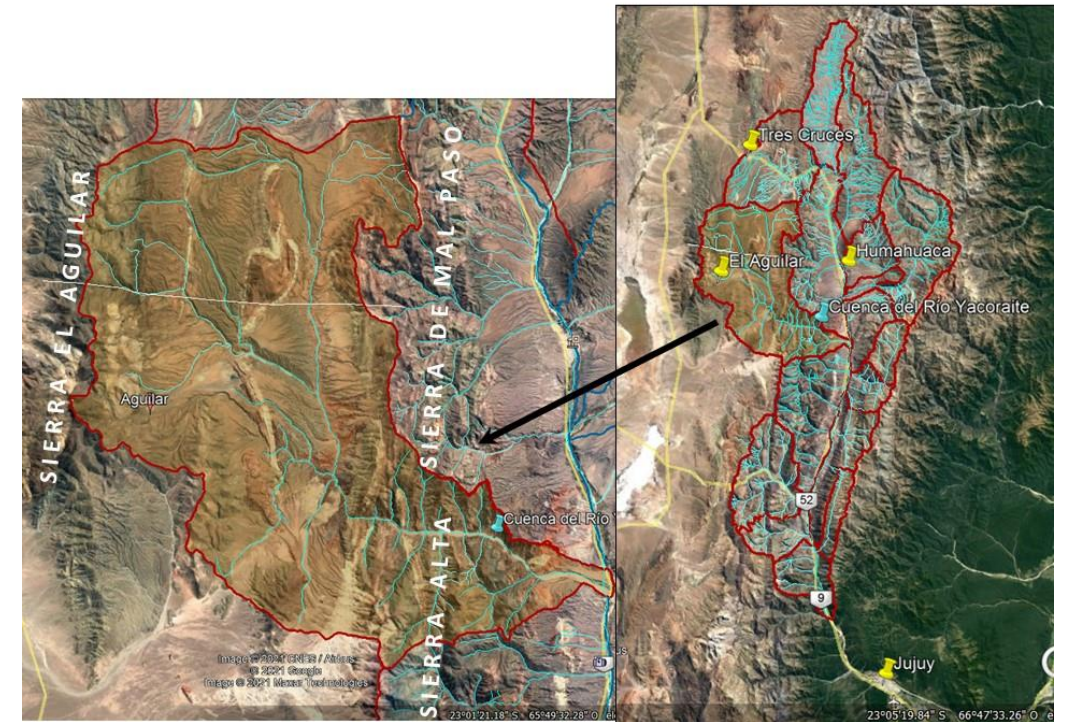 SIERRA EL AGUILAR
SIERRA DE MAL PASO
SIERRA ALTA
Aguilar
Cuenca del Río Y
Image © 2021 CNES / Airbus
© 2021 Google
Image © 2021 Maxar Technologies
23°01'21.18" S 65°49'32.28" O
Tres Cruces
Humahuaca
El Aguilar
Cuenca del Río Yacoraite
52
9
Jujuy
23°05'19.84" S 66°47'33.26" O